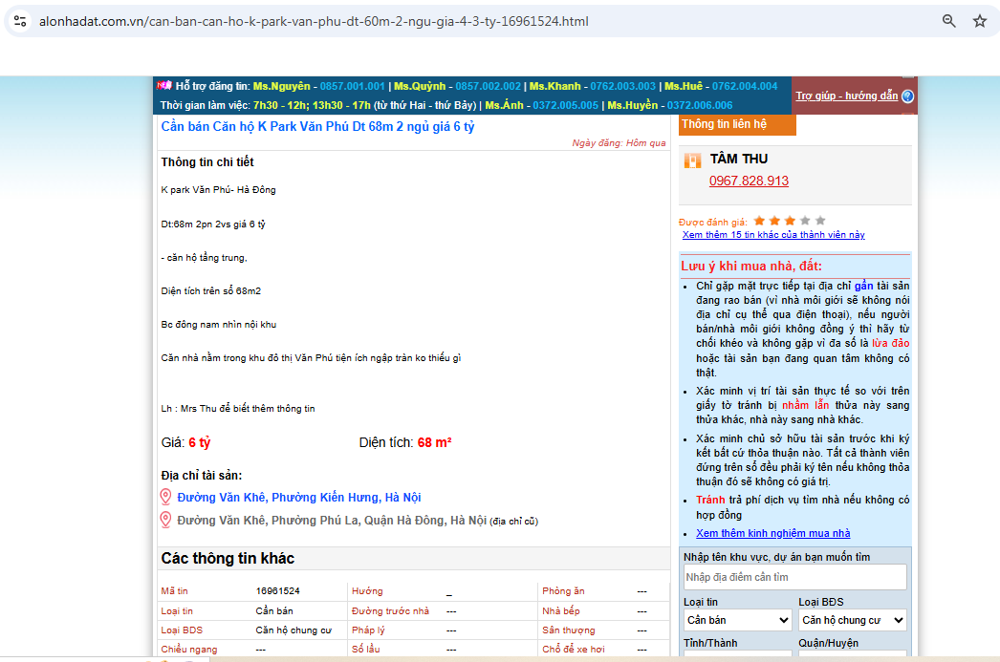 alonhadat.com.vn/can-ban-can-ho-k-park-van-phu-dt-60m-2-ngu-gia-4-3-ty-16961524.html
Hỗ trợ đăng tin: Ms.Nguyên - 0857.001.001 | Ms.Quỳnh - 0857.002.002 | Ms.Khanh - 0762.003.003 | Ms.Huê - 0762.004.004
Thời gian làm việc: 7h30 - 12h; 13h30 - 17h (từ thứ Hai - thứ Bảy) | Ms.Ánh - 0372.005.005 | Ms.Huyền - 0372.006.006
Trợ giúp - hướng dẫn
Cần bán Căn hộ K Park Văn Phú Dt 68m 2 ngủ giá 6 tỷ
Ngày đăng: Hôm qua
Thông tin chi tiết
K park Văn Phú- Hà Đông
Dt:68m 2pn 2vs giá 6 tỷ
- căn hộ tầng trung,
Diện tích trên sổ 68m2
Bc đông nam nhìn nội khu
Căn nhà nằm trong khu đô thị Văn Phú tiện ích ngập tràn ko thiếu gì
Lh : Mrs Thu để biết thêm thông tin
Giá: 6 tỷ
Diện tích: 68 m²
Địa chỉ tài sản:
Đường Văn Khê, Phường Kiến Hưng, Hà Nội
Đường Văn Khê, Phường Phú La, Quận Hà Đông, Hà Nội (địa chỉ cũ)
Các thông tin khác
Mã tin 16961524 Hướng _ Phòng ăn ---
Loại tin Cần bán Đường trước nhà --- Nhà bếp ---
Loại BDS Căn hộ chung cư Pháp lý --- Sân thượng ---
Chiều ngang --- Số lầu --- Chổ để xe hơi ---
Thông tin liên hệ
TÂM THU
0967.828.913
Được đánh giá:
Xem thêm 15 tin khác của thành viên này
Lưu ý khi mua nhà, đất:
• Chỉ gặp mặt trực tiếp tại địa chỉ gần tài sản
đang rao bán (vì nhà môi giới sẽ không nói
địa chỉ cụ thể qua điện thoại), nếu người
bán/nhà môi giới không đồng ý thì hãy từ
chối khéo và không gặp vì đa số là lừa đảo
hoặc tài sản bạn đang quan tâm không có
thật.
• Xác minh vị trí tài sản thực tế so với trên
giấy tờ tránh bị nhầm lẫn thửa này sang
thửa khác, nhà này sang nhà khác.
• Xác minh chủ sở hữu tài sản trước khi ký
kết bất cứ thỏa thuận nào. Tất cả thành viên
đứng trên sổ đều phải ký tên nếu không thỏa
thuận đó sẽ không có giá trị.
• Tránh trả phí dịch vụ tìm nhà nếu không có
hợp đồng
• Xem thêm kinh nghiệm mua nhà
Nhập tên khu vực, dự án bạn muốn tìm
Nhập địa điểm cần tìm
Loại tin Loại BĐS
Cần bán Căn hộ chung cư
Tỉnh/Thành Quận/Huyện